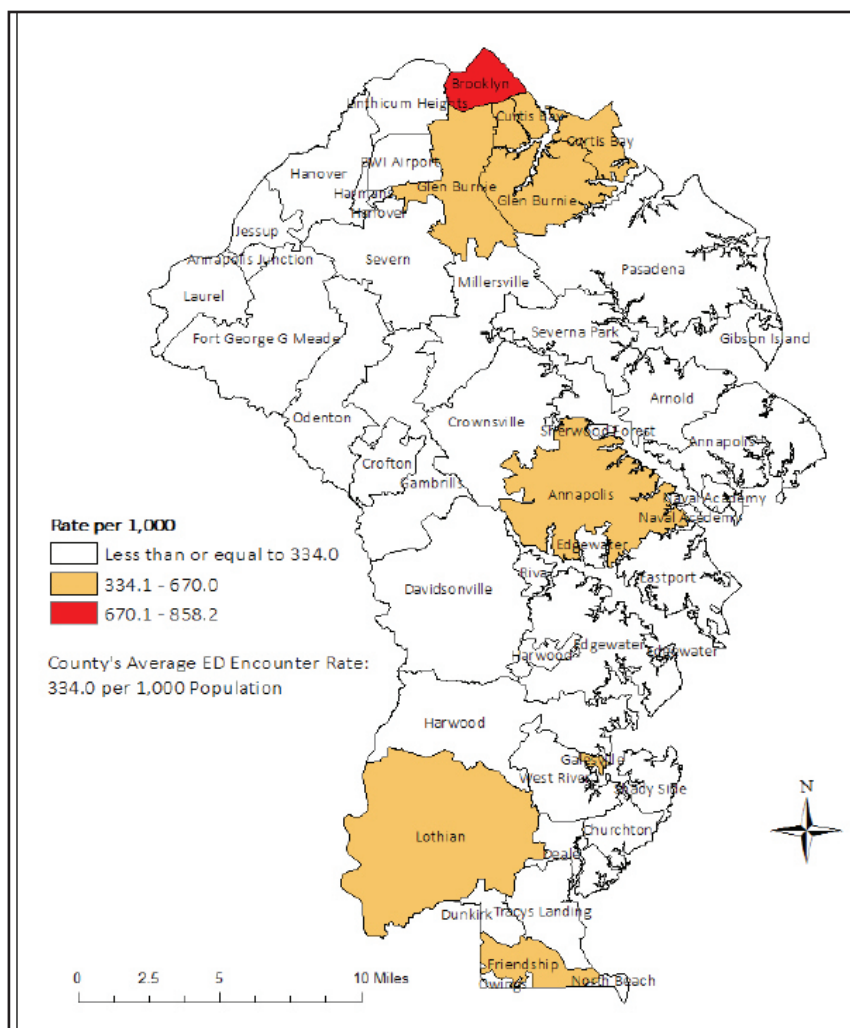 Brooklyn
Linthicum Heights
Curtis Bay
Curtis Bay
BWI Airport
Hanover
Glen Burnie
Harmans
Glen Burnie
Hanover
Jessup
Annapolis Junction
Severn
Pasadena
Millersville
Laurel
Severna Park
Fort George G Meade
Gibson Island
Arnold
Odenton
Crownsville
Sherwood Forest
Annapolis
Crofton
Gambrills
Annapolis
Naval Academy
Naval Academy
Rate per 1,000
Less than or equal to 334.0
334.1 - 670.0
670.1 - 858.2
Edgewater
Riva
Eastport
Davidsonville
Edgewater
Harwood
Edgewater
County's Average ED Encounter Rate:
334.0 per 1,000 Population
Harwood
Galesville
West River
Shady Side
N
Churchton
Lothian
Deale
Dunkirk
Tracys Landing
Friendship
North Beach
Owings
0 2.5 5 10 Miles